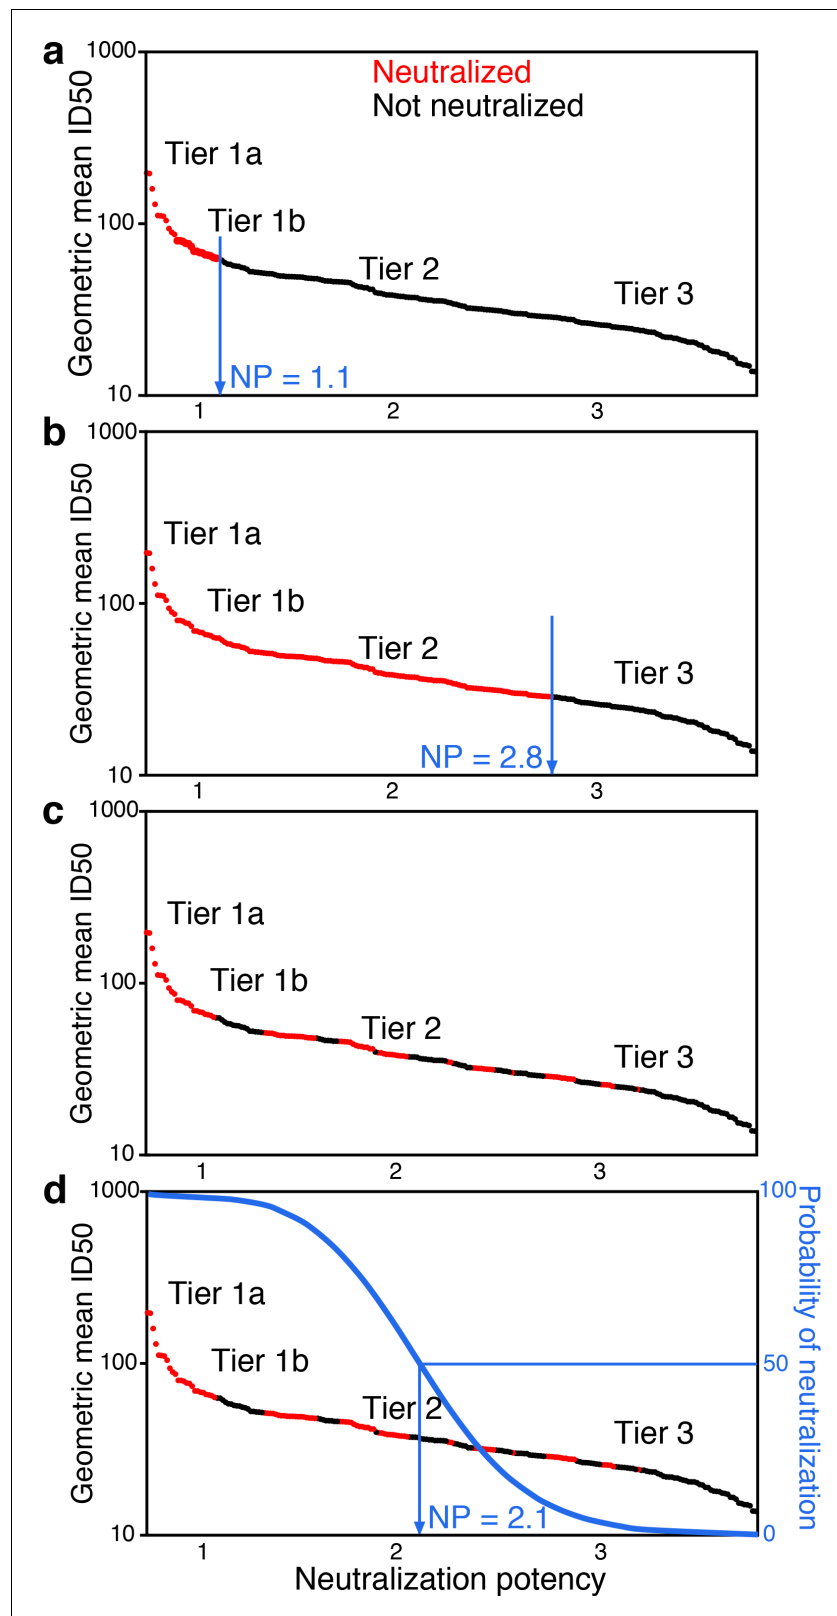 a
1000
Neutralized
Not neutralized
Geometric mean ID50
Tier 1a
100
Tier 1b
Tier 2
Tier 3
NP = 1.1
10
1 2 3
b
1000
Geometric mean ID50
Tier 1a
100
Tier 1b
Tier 2
Tier 3
NP = 2.8
10
1 2 3
c
1000
Geometric mean ID50
Tier 1a
100
Tier 1b
Tier 2
Tier 3
10
1 2 3
d
1000
100
Geometric mean ID50
Probability of neutralization
Tier 1a
100
Tier 1b
50
Tier 2
Tier 3
NP = 2.1
10
0
1 2 3
Neutralization potency